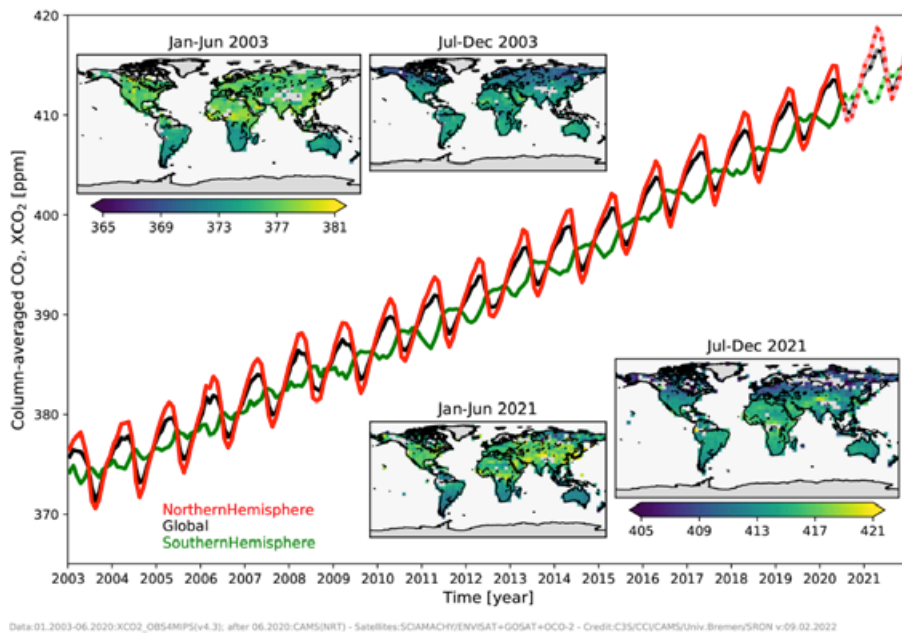 420
410
400
390
380
370
Column-averaged CO₂, XCO₂ [ppm]
Jan-Jun 2003
365 369 373 377 381
Jul-Dec 2003
Jul-Dec 2021
405 409 413 417 421
Jan-Jun 2021
NorthernHemisphere
Global
SouthernHemisphere
2003 2004 2005 2006 2007 2008 2009 2010 2011 2012 2013 2014 2015 2016 2017 2018 2019 2020 2021
Time [year]
Data:01.2003-06.2020:XCO2_OBS4MIPS(v4.3); after 06.2020:CAMS(NRT) - Satellites:SCIAMACHY/ENVISAT+GOSAT+OCO-2 - Credit:C3S/CCI/CAMS/Univ.Bremen/SRON v:09.02.2022